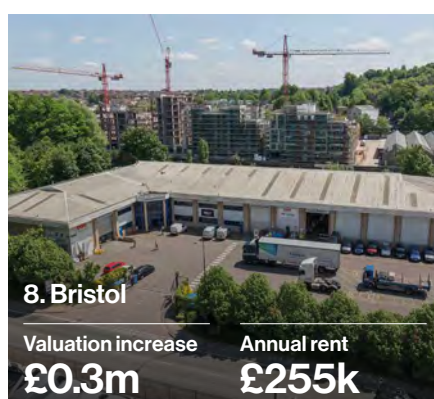 8. Bristol
Valuation increase
Annual rent
£0.3m
£255k